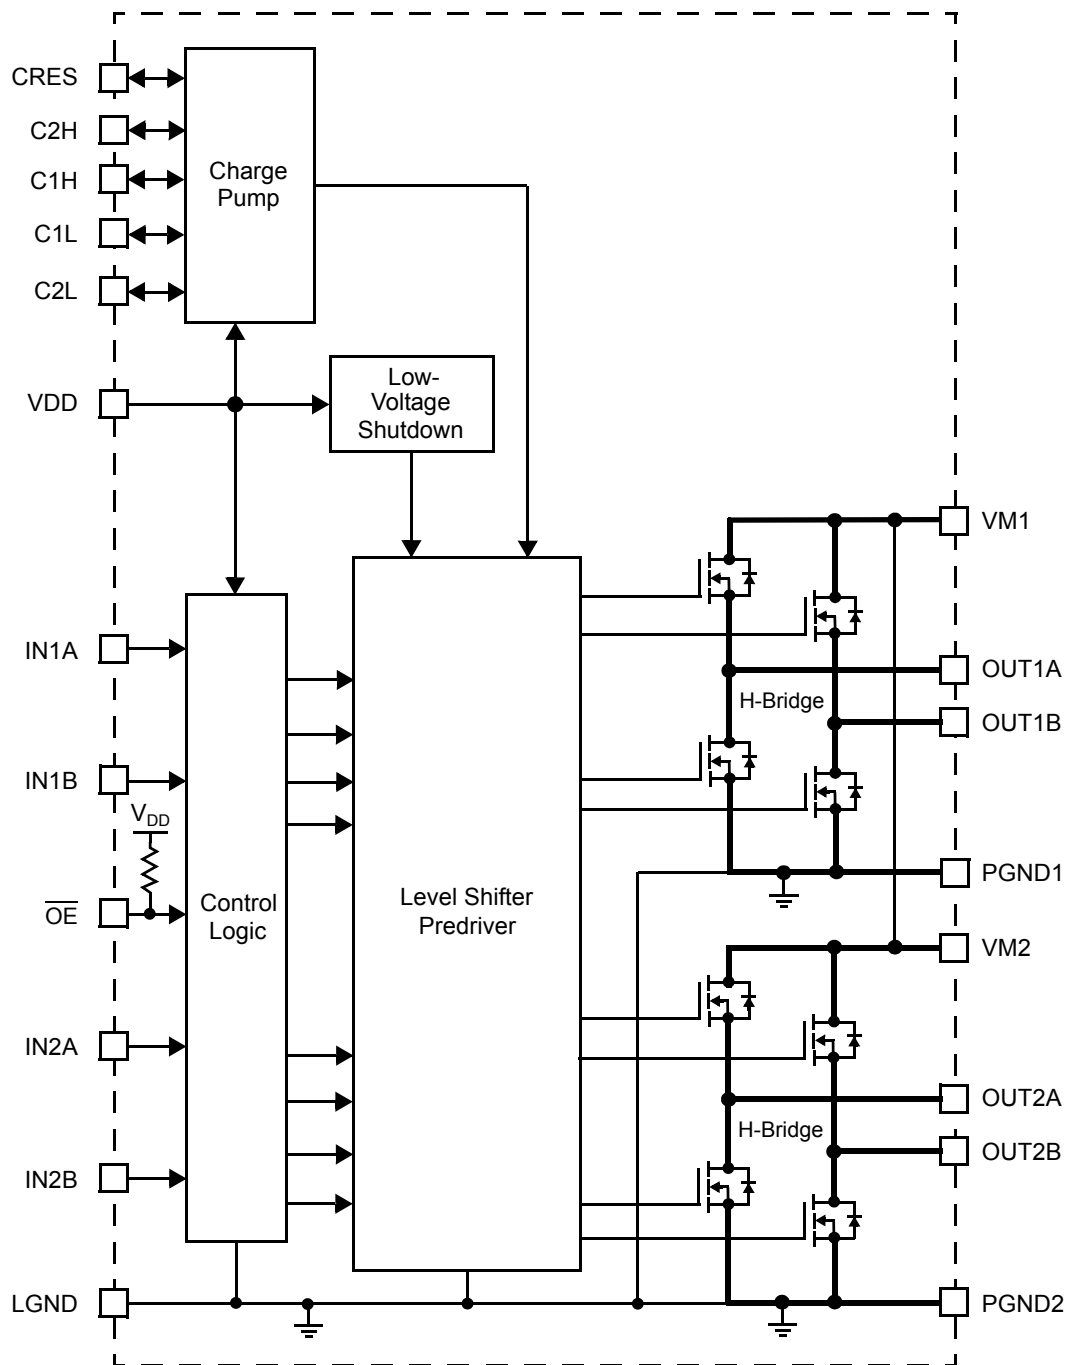 CRES
C2H
C1H
C1L
C2L
Charge
Pump
VDD
Low-
Voltage
Shutdown
VM1
IN1A
OUT1A
H-Bridge
OUT1B
IN1B
VDD
PGND1
OE
Control
Logic
Level Shifter
Predriver
VM2
IN2A
OUT2A
H-Bridge
OUT2B
IN2B
LGND
PGND2